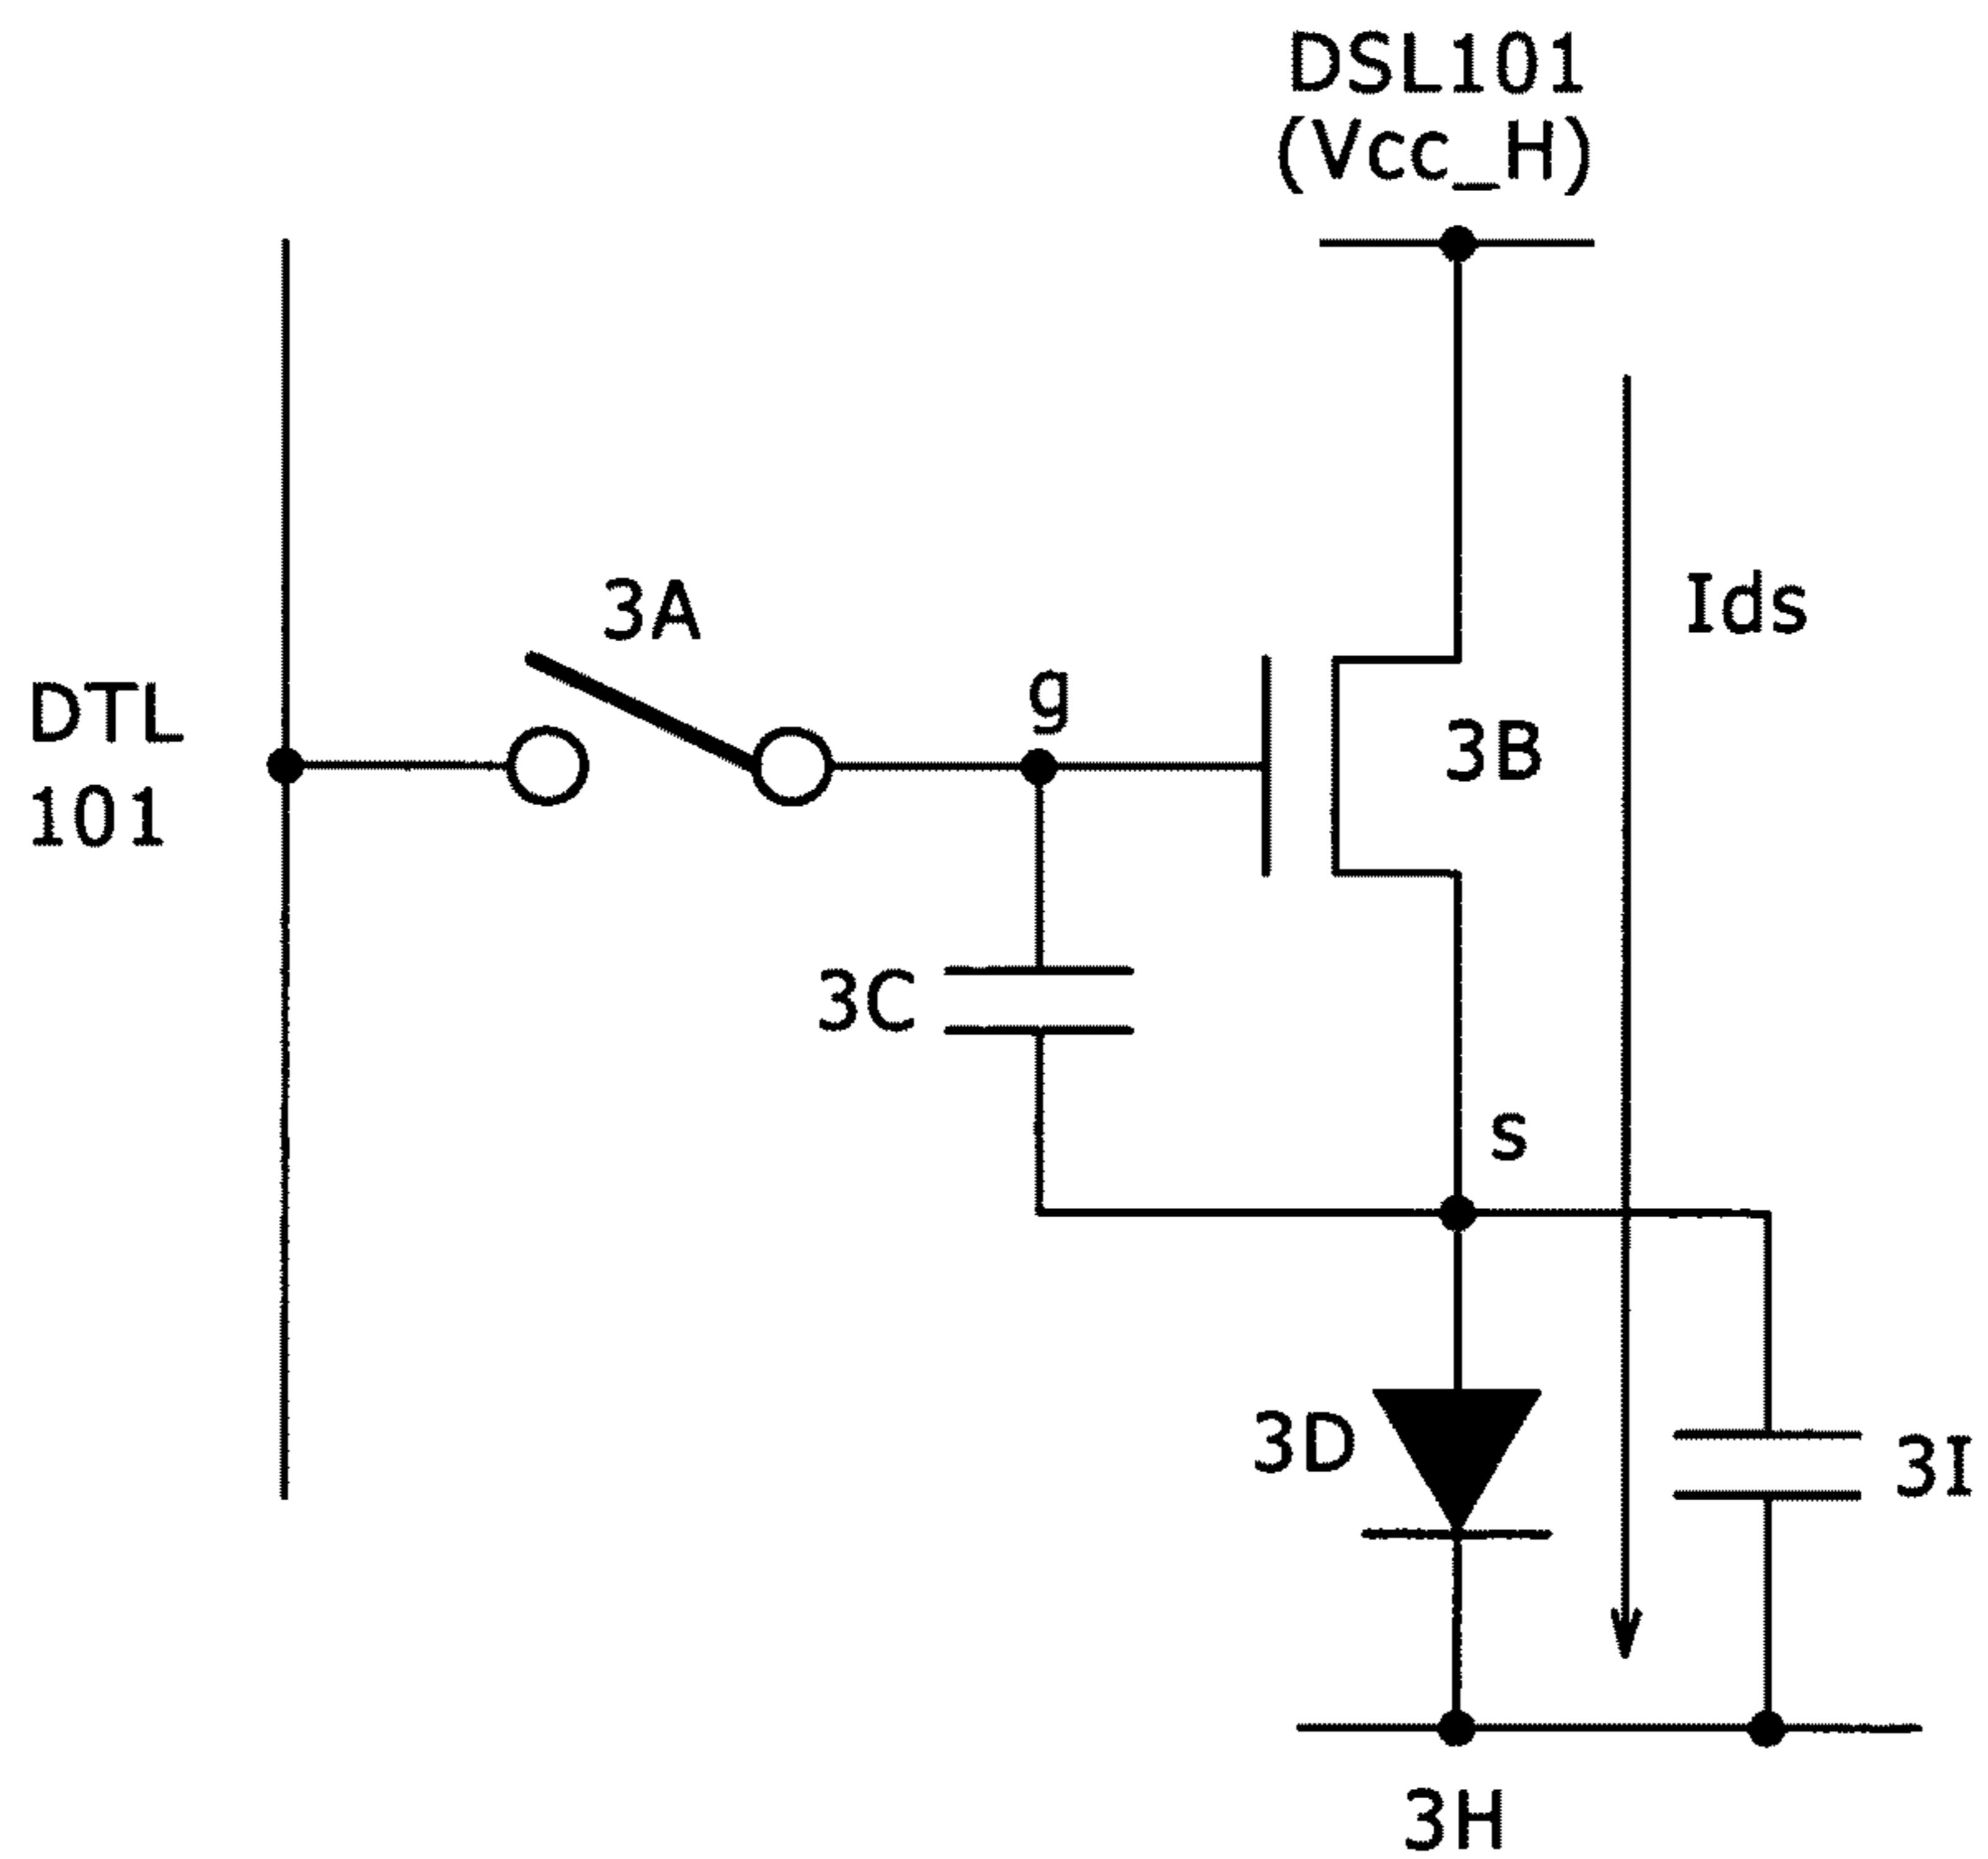 DSL101
(Vcc_H)
Ids
3A
g
DTL
101
3B
3C
s
3D
3I
3H